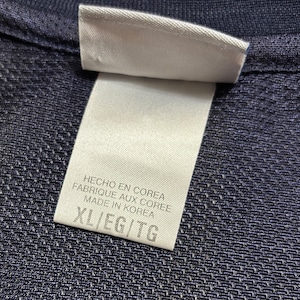 HECHO EN COREA
FABRIQUE AUX COREE
MADE IN KOREA
XL/EG/TG